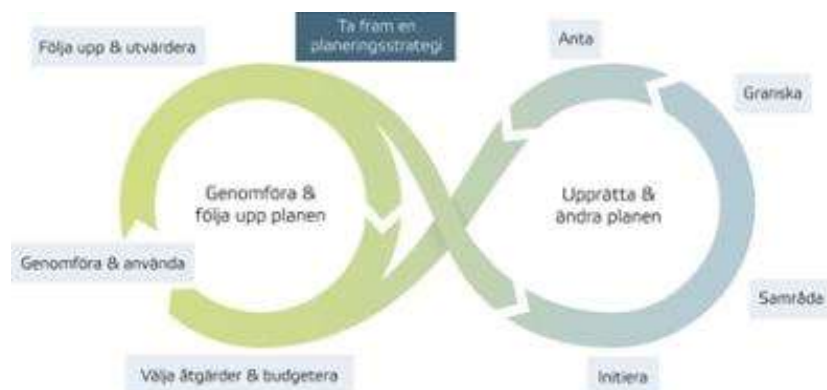 Ta fram en
planeringsstrategi
Följa upp & utvärdera
Anta
Granska
Genomföra &
följa upp planen
Upprätta &
ändra planen
Genomföra & använda
Samråda
Välja åtgärder & budgetera
Initiera